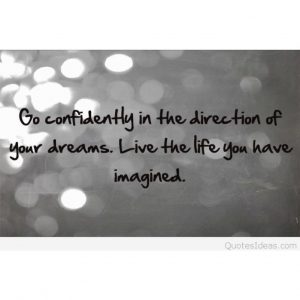 Go confidently in the direction of
your dreams. Live the life you have
imagined.
QuotesIdeas.com